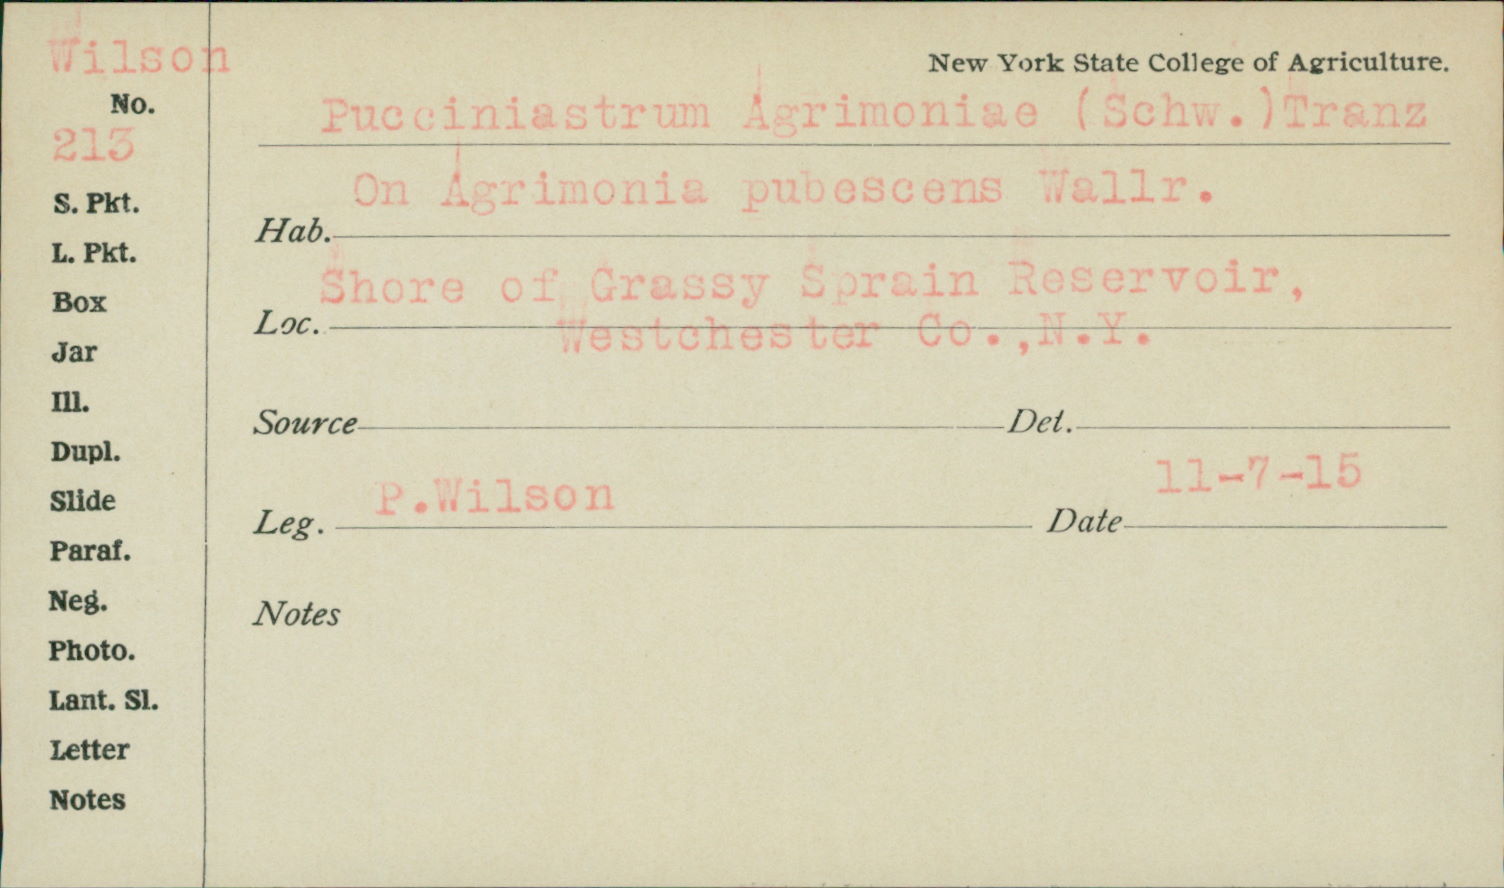 Wilson
New York State College of Agriculture.
No.
213
Pucciniastrum Agrimoniae (Schw.)Tranz
On Agrimonia pubescens Wallr.
Hab.
Shore of Grassy Sprain Reservoir,
Loc.
Westchester Co.,N.Y.
Source Det.
P.Wilson 11-7-15
Leg. Date
Notes
S. Pkt.
L. Pkt.
Box
Jar
Ill.
Dupl.
Slide
Paraf.
Neg.
Photo.
Lant. Sl.
Letter
Notes